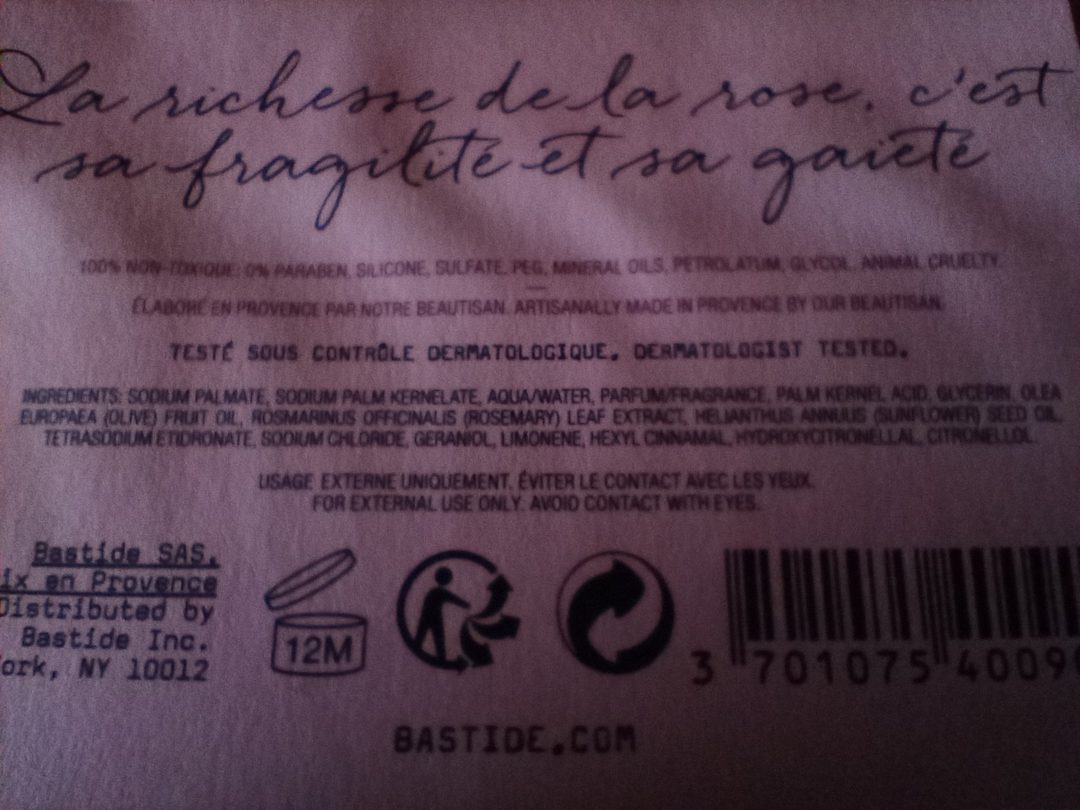 La richesse de la rose, c'est
sa fragilité et sa gaieté
100% NON-TOXIQUE: 0% PARABEN, SILICONE, SULFATE, PEG, MINERAL OILS, PETROLATUM, GLYCOL, ANIMAL CRUELTY.
ÉLABORÉ EN PROVENCE PAR NOTRE BEAUTISAN. ARTISANALLY MADE IN PROVENCE BY OUR BEAUTISAN.
TESTÉ SOUS CONTRÔLE DERMATOLOGIQUE. DERMATOLOGIST TESTED.
INGREDIENTS: SODIUM PALMATE, SODIUM PALM KERNELATE, AQUA/WATER, PARFUM/FRAGRANCE, PALM KERNEL ACID, GLYCERIN, OLEA
EUROPAEA (OLIVE) FRUIT OIL, ROSMARINUS OFFICINALIS (ROSEMARY) LEAF EXTRACT, HELIANTHUS ANNUUS (SUNFLOWER) SEED OIL,
TETRASODIUM ETIDRONATE, SODIUM CHLORIDE, GERANIOL, LIMONENE, HEXYL CINNAMAL, HYDROXYCITRONELLAL, CITRONELLOL.
USAGE EXTERNE UNIQUEMENT. ÉVITER LE CONTACT AVEC LES YEUX.
FOR EXTERNAL USE ONLY. AVOID CONTACT WITH EYES.
Bastide SAS.
ix en Provence
Distributed by
Bastide Inc.
ork, NY 10012
12M
3 701075 4009
BASTIDE.COM